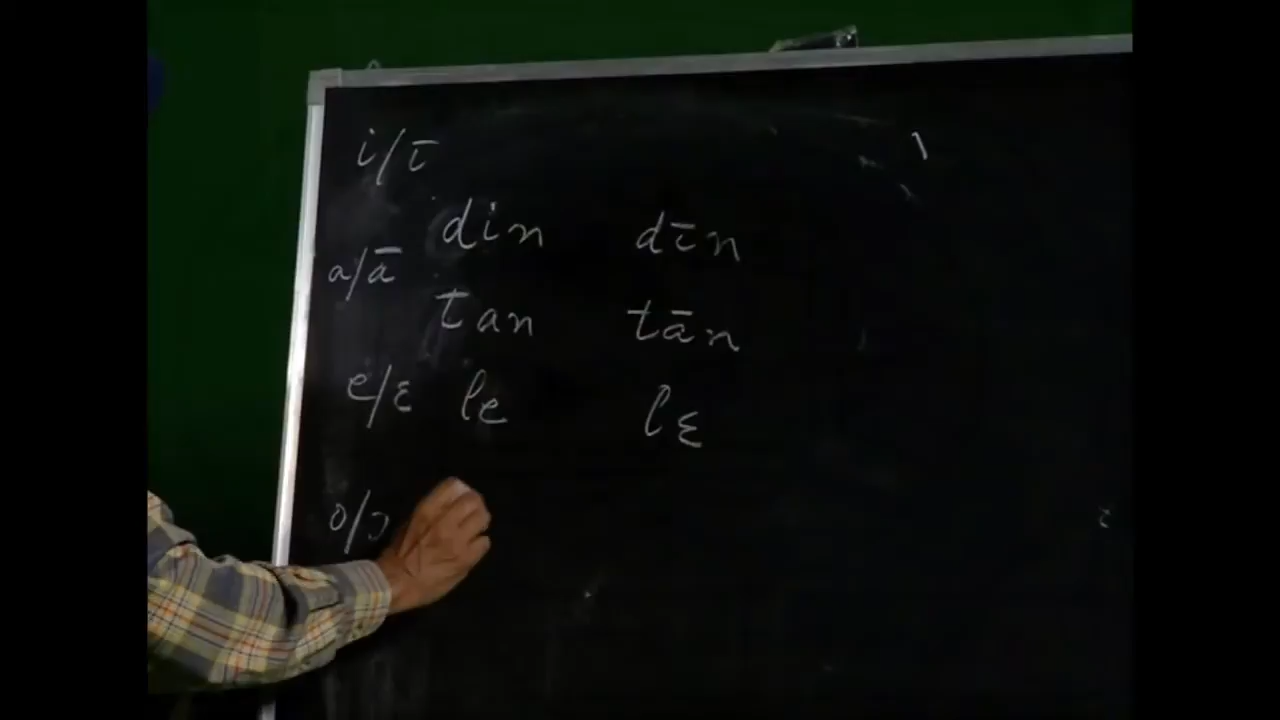 i/ī
din dīn
a/ā
tan tān
e/ɛ le lɛ
o/ɔ